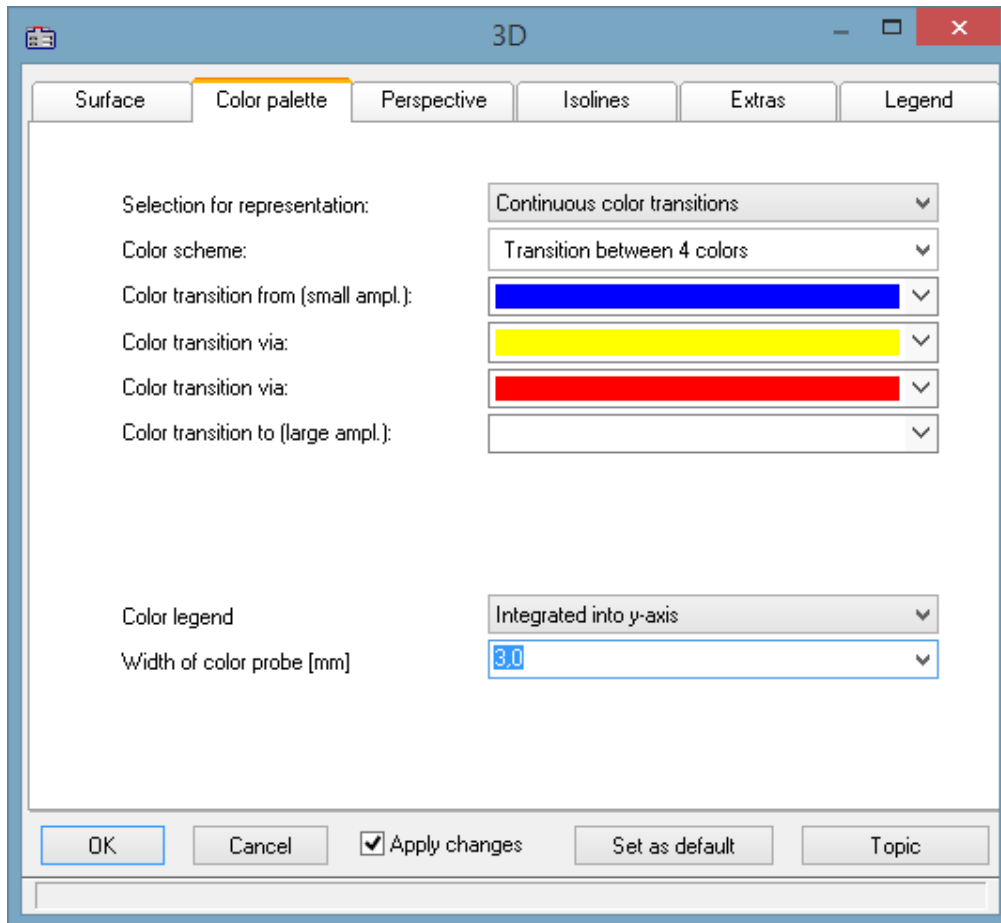 3D
Surface Color palette Perspective Isolines Extras Legend
Selection for representation: Continuous color transitions
Color scheme: Transition between 4 colors
Color transition from (small ampl.):
Color transition via:
Color transition via:
Color transition to (large ampl.):
Color legend Integrated into y-axis
Width of color probe [mm] 3,0
OK Cancel Apply changes Set as default Topic